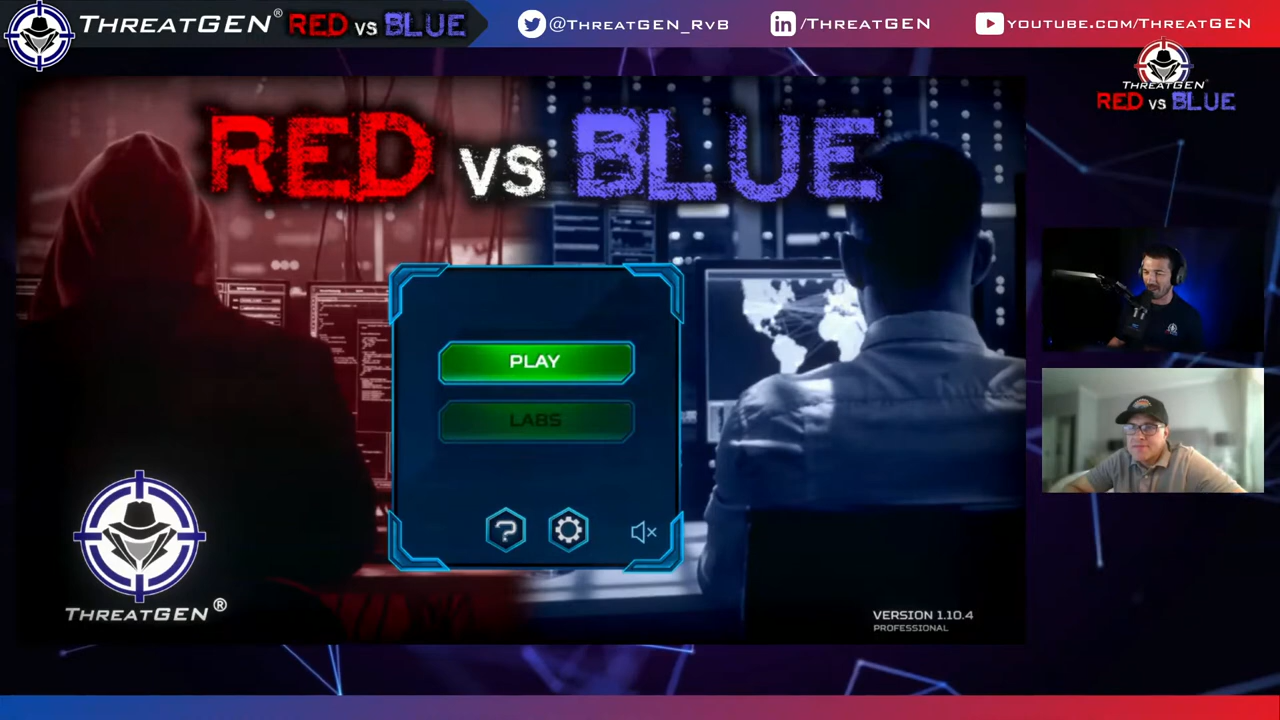 THREATGEN® RED VS BLUE
@THREATGEN_RVB
/THREATGEN
YOUTUBE.COM/THREATGEN
THREATGEN®
RED VS BLUE
RED VS BLUE
PLAY
LABS
?
THREATGEN®
VERSION 1.10.4
PROFESSIONAL